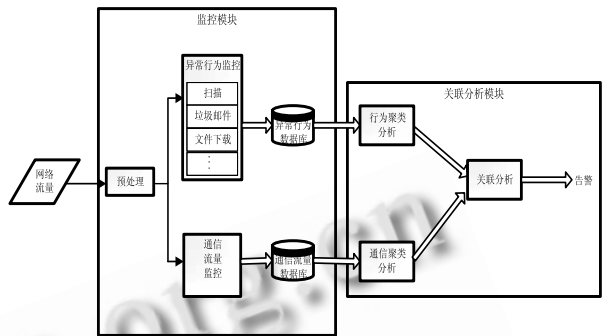 监控模块
异常行为监控
扫描
垃圾邮件
文件下载
⋮
异常行为
数据库
网络
流量
预处理
通信
流量
监控
通信流量
数据库
关联分析模块
行为聚类
分析
通信聚类
分析
关联分析
告警
org.cn